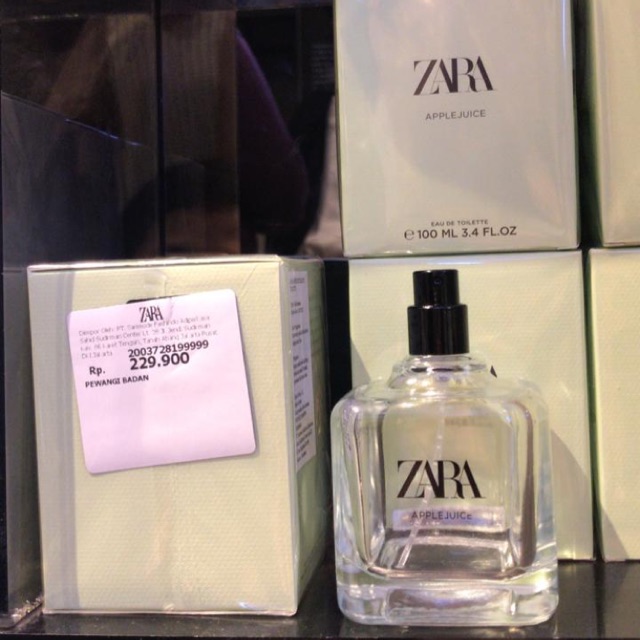 ZARA
APPLEJUICE
EAU DE TOILETTE
e 100 ML 3.4 FL.OZ
ZARA
2003728199999
Rp. 229.900
PEWANGI BADAN
ZARA
APPLEJUICE